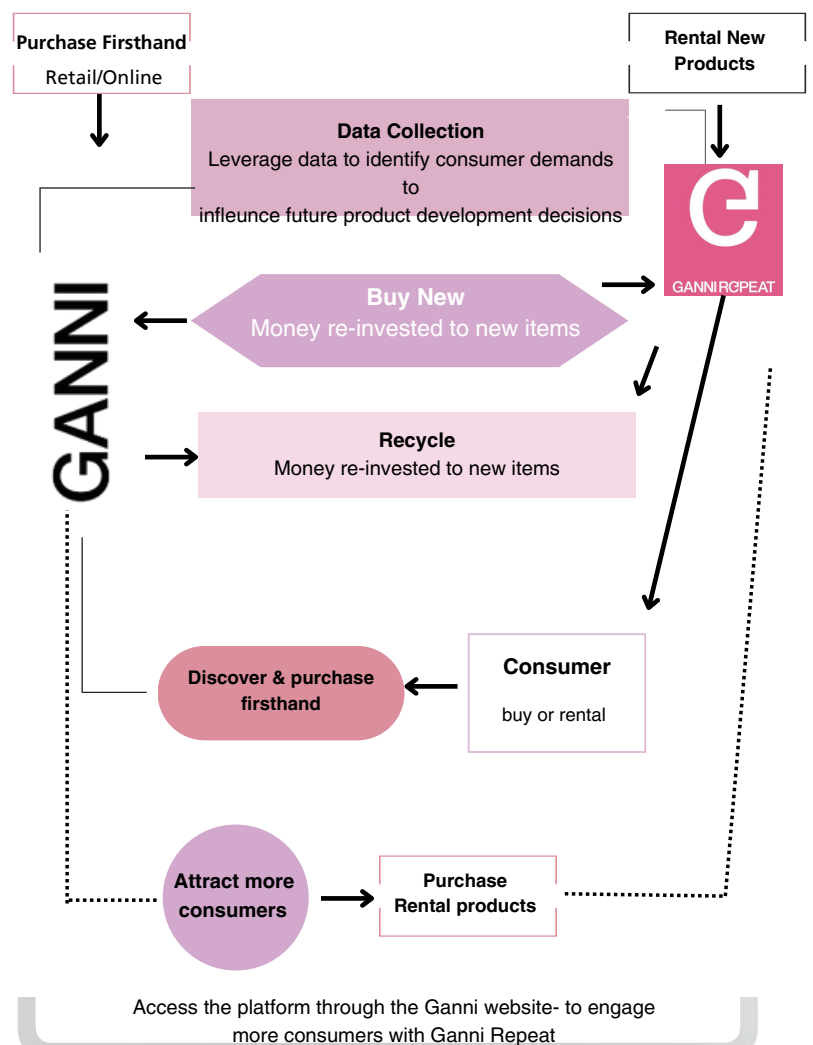 Purchase Firsthand
Retail/Online
Rental New
Products
Data Collection
Leverage data to identify consumer demands
to
infleunce future product development decisions
GANNI REPEAT
Buy New
Money re-invested to new items
GANNI
Recycle
Money re-invested to new items
Consumer
buy or rental
Discover & purchase
firsthand
Attract more
consumers
Purchase
Rental products
Access the platform through the Ganni website- to engage
more consumers with Ganni Repeat